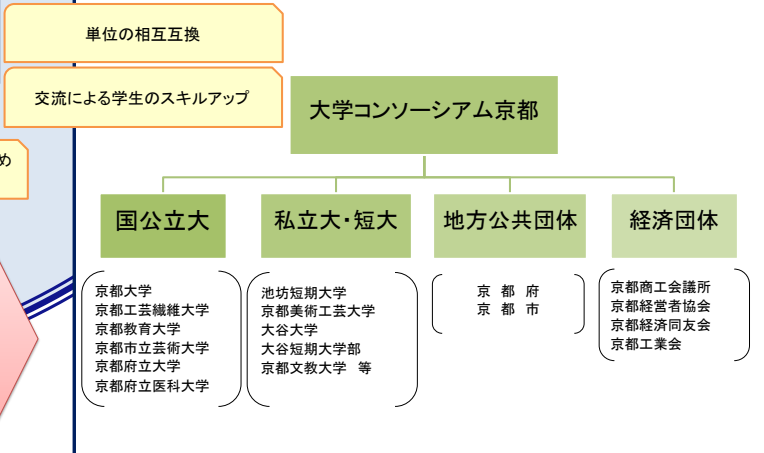 単位の相互互換
交流による学生のスキルアップ
め
大学コンソーシアム京都
国公立大
私立大・短大
地方公共団体
経済団体
京都大学
京都工芸繊維大学
京都教育大学
京都市立芸術大学
京都府立大学
京都府立医科大学
池坊短期大学
京都美術工芸大学
大谷大学
大谷短期大学部
京都文教大学 等
京 都 府
京 都 市
京都商工会議所
京都経営者協会
京都経済同友会
京都工業会